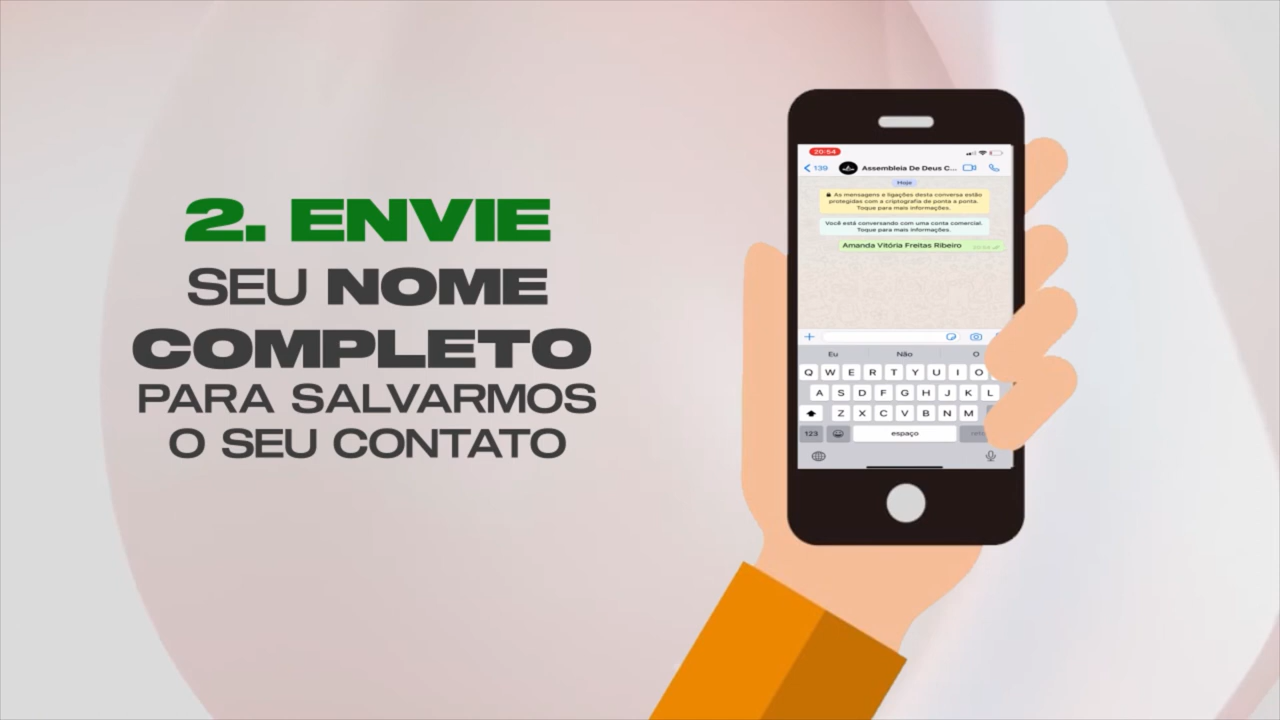 2. ENVIE
SEU NOME
COMPLETO
PARA SALVARMOS
O SEU CONTATO
20:54
139
Assembleia De Deus C...
Hoje
As mensagens e ligações desta conversa estão
protegidas com a criptografia de ponta a ponta.
Toque para mais informações.
Você está conversando com uma conta comercial.
Toque para mais informações.
Amanda Vitória Freitas Ribeiro
Eu Não O
Q W E R T Y U I O
A S D F G H J K L
Z X C V B N M
123 espaço